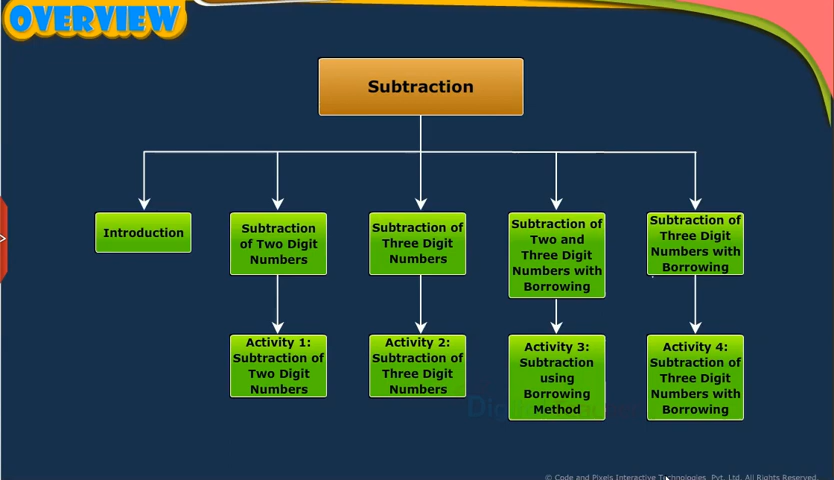 OVERVIEW
Subtraction
Introduction
Subtraction
of Two Digit
Numbers
Subtraction of
Three Digit
Numbers
Subtraction of
Two and
Three Digit
Numbers with
Borrowing
Subtraction of
Three Digit
Numbers with
Borrowing
Activity 1:
Subtraction of
Two Digit
Numbers
Activity 2:
Subtraction of
Three Digit
Numbers
Activity 3:
Subtraction
using
Borrowing
Method
Activity 4:
Subtraction of
Three Digit
Numbers with
Borrowing
© Code and Pixels Interactive Technologies Pvt. Ltd. All Rights Reserved.